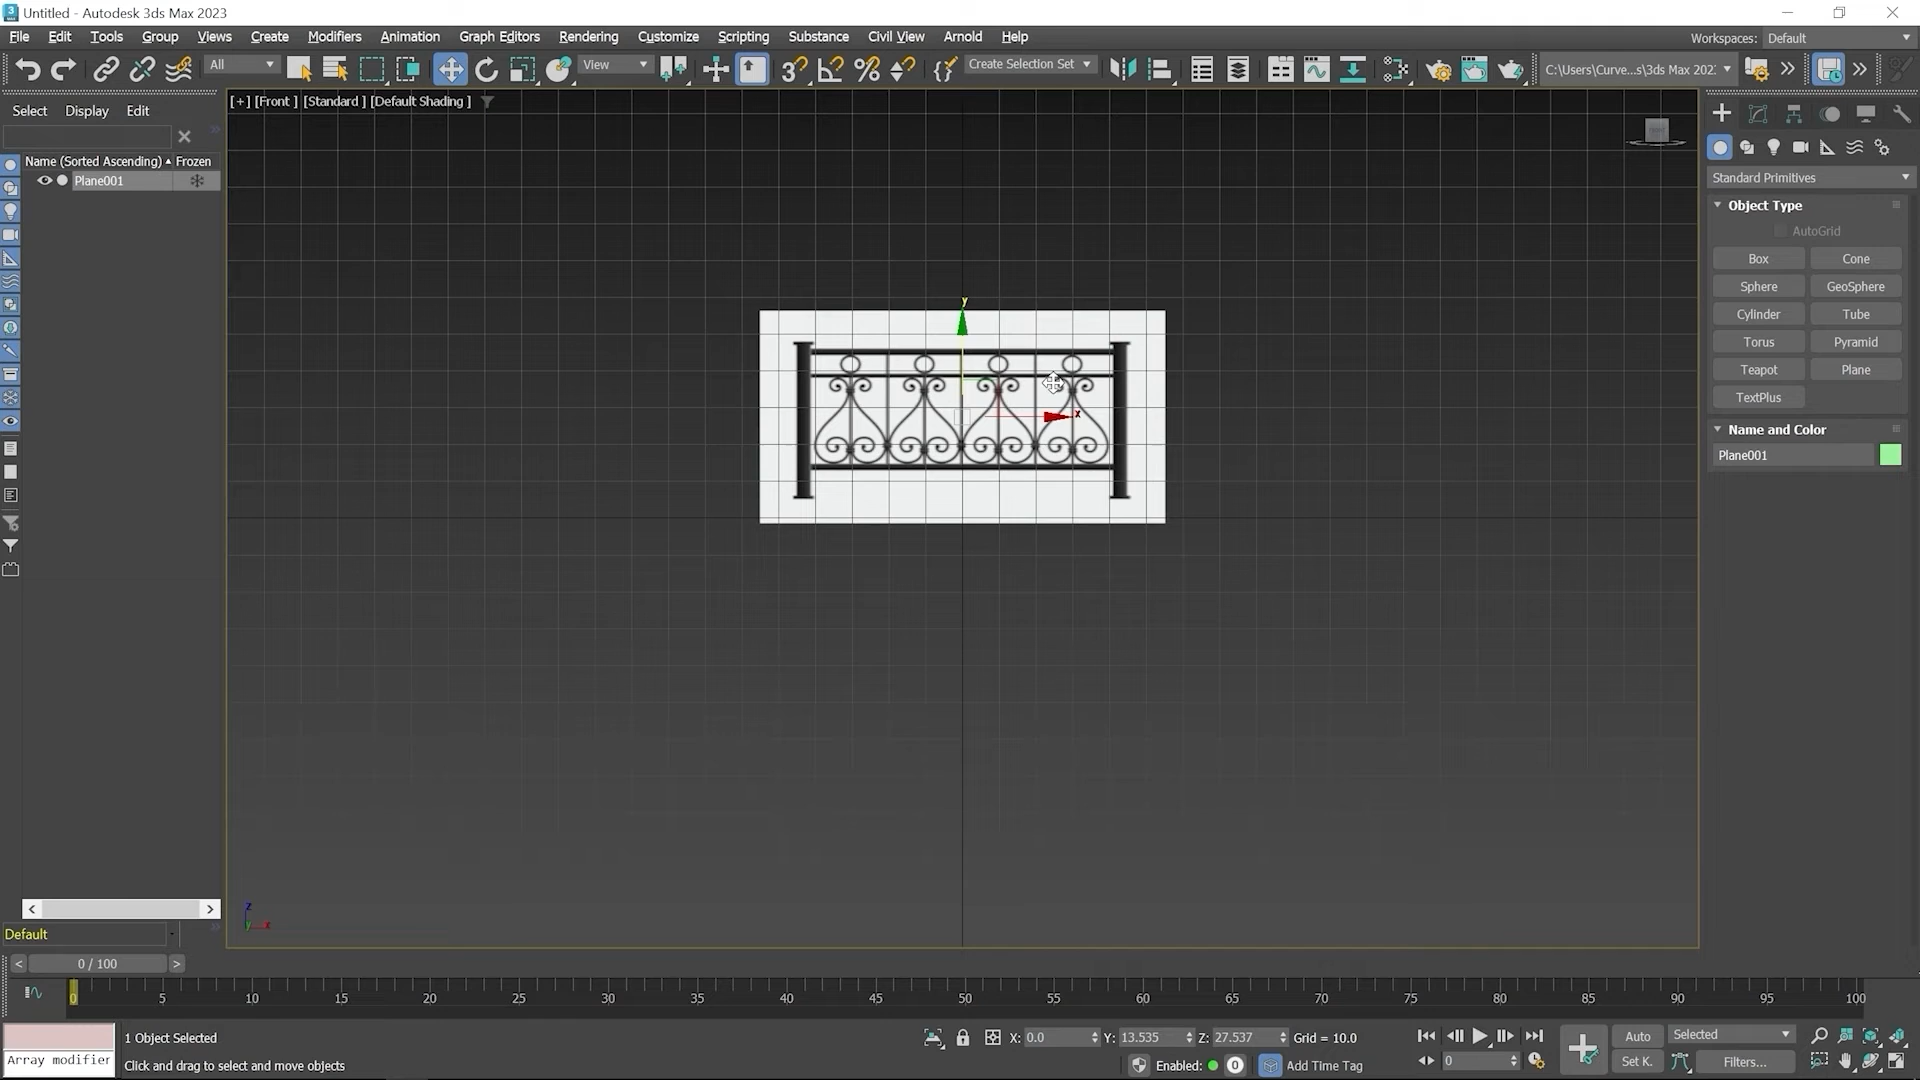 Untitled - Autodesk 3ds Max 2023
File Edit Tools Group Views Create Modifiers Animation Graph Editors Rendering Customize Scripting Substance Civil View Arnold Help
Workspaces: Default
All
View
Create Selection Set
C:\Users\Curve...s\3ds Max 202
Select Display Edit
[+] [Front ] [Standard ] [Default Shading ]
Name (Sorted Ascending) Frozen
Plane001
Standard Primitives
Object Type
AutoGrid
Box Cone
Sphere GeoSphere
Cylinder Tube
Torus Pyramid
Teapot Plane
TextPlus
Name and Color
Plane001
y
x
z
y x
Default
< 0 / 100 >
0 5 10 15 20 25 30 35 40 45 50 55 60 65 70 75 80 85 90 95 100
1 Object Selected
X: 0.0 Y: 13.535 Z: 27.537 Grid = 10.0
Auto Selected
Array modifier
Click and drag to select and move objects
Enabled: 0 Add Time Tag
0
Set K. Filters...